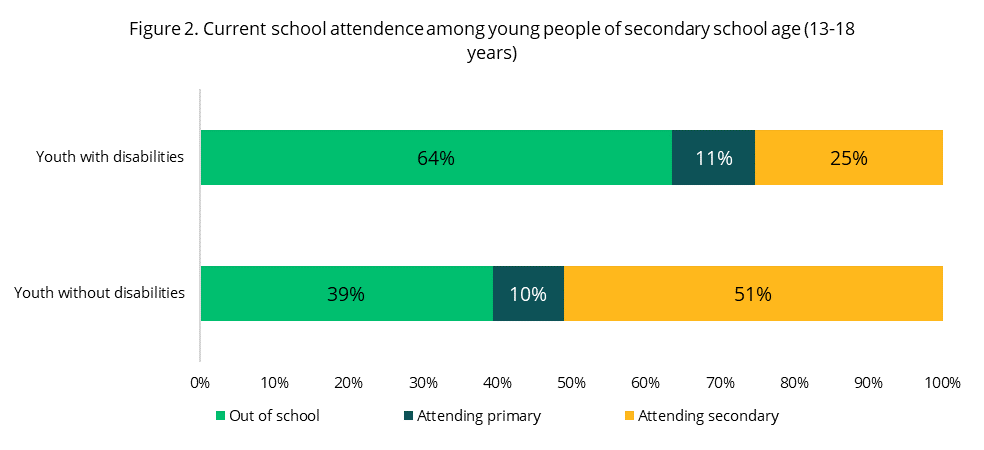 Figure 2. Current school attendence among young people of secondary school age (13-18
years)
Youth with disabilities
64%
11%
25%
Youth without disabilities
39%
10%
51%
0%
10%
20%
30%
40%
50%
60%
70%
80%
90%
100%
Out of school
Attending primary
Attending secondary